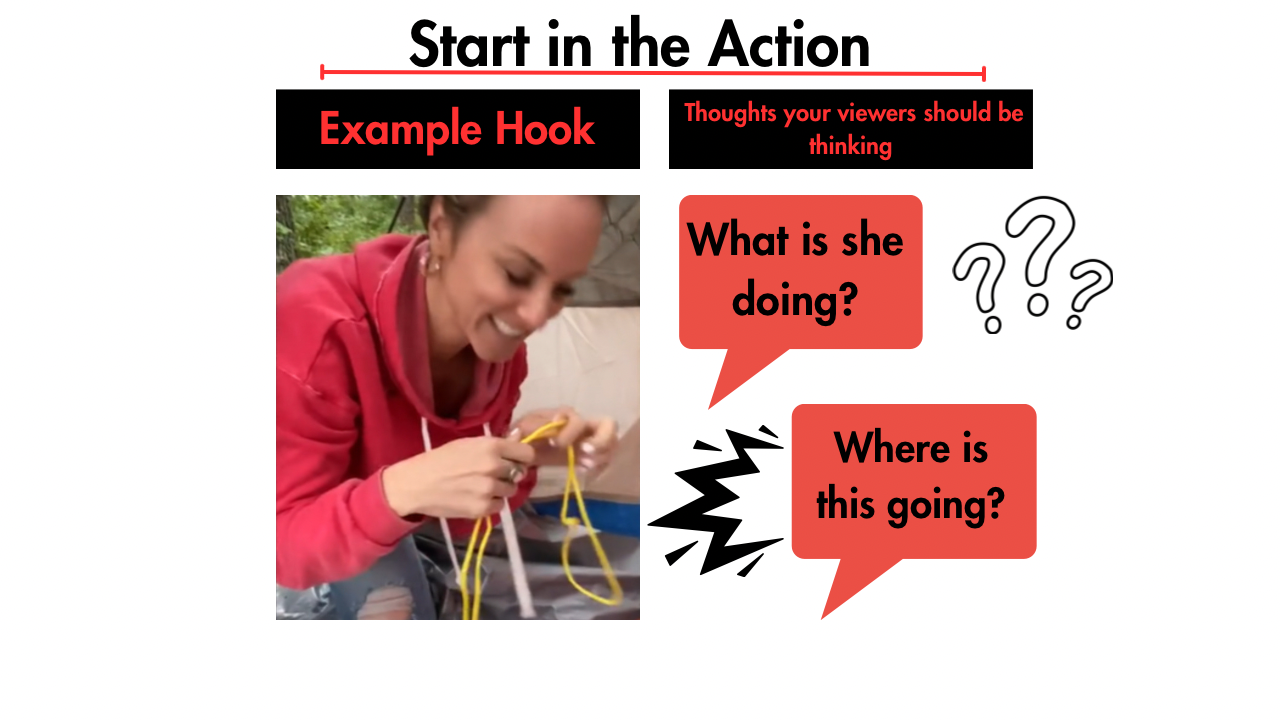 Start in the Action
Example Hook
Thoughts your viewers should be
thinking
What is she
doing?
???
Where is
this going?